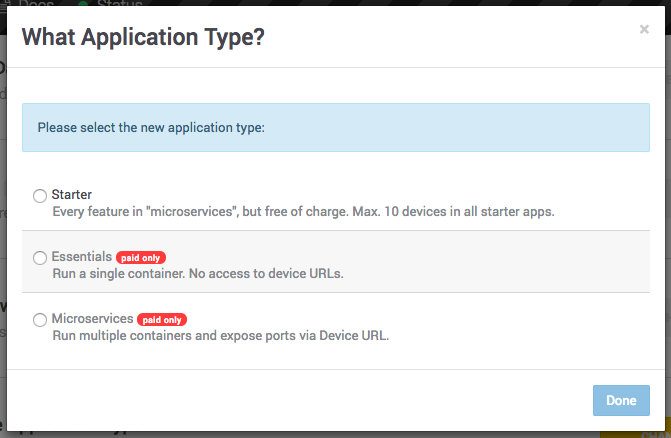 Docs Status
What Application Type?
×
Please select the new application type:
Starter
Every feature in "microservices", but free of charge. Max. 10 devices in all starter apps.
Essentials paid only
Run a single container. No access to device URLs.
Microservices paid only
Run multiple containers and expose ports via Device URL.
Done